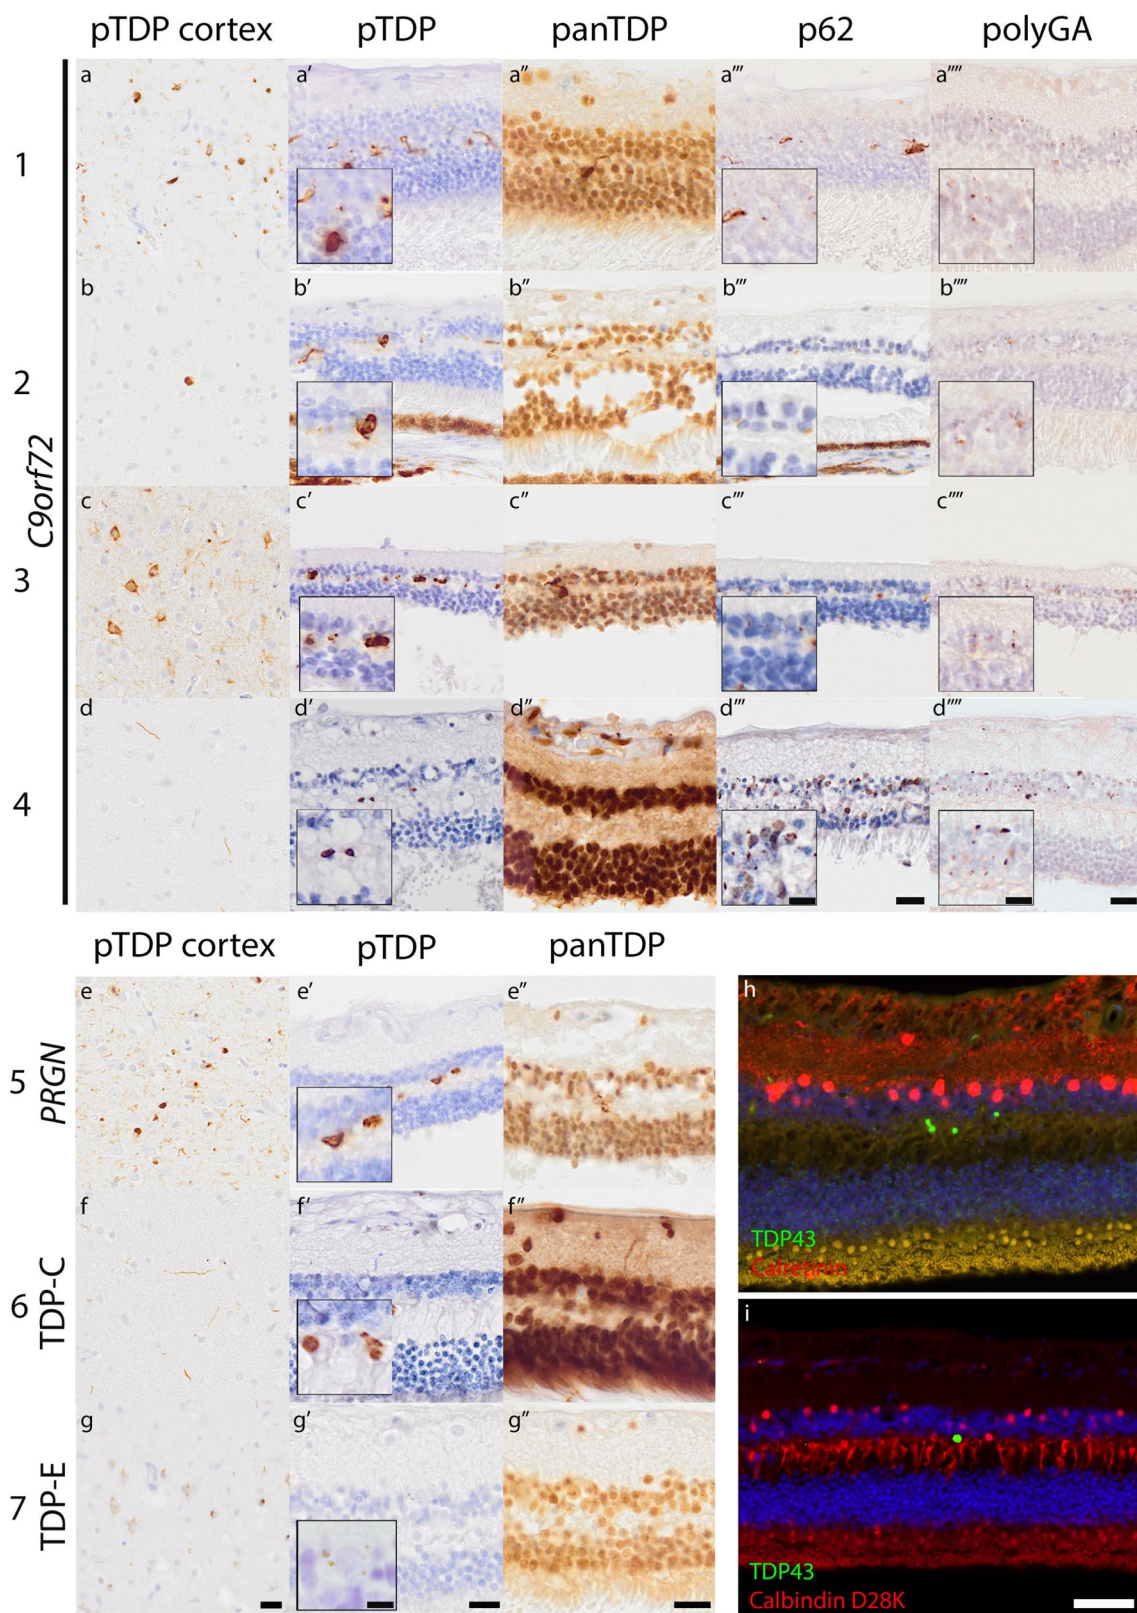 pTDP cortex pTDP panTDP p62 polyGA
a a' a" a"' a""
1
b b' b" b"' b""
2
C9orf72
c c' c" c"' c""
3
d d' d" d"' d""
4
pTDP cortex pTDP panTDP
e e' e" h
5 PRGN
TDP43
Calretinin
f f' f" i
6 TDP-C
g g' g"
7 TDP-E
TDP43
Calbindin D28K